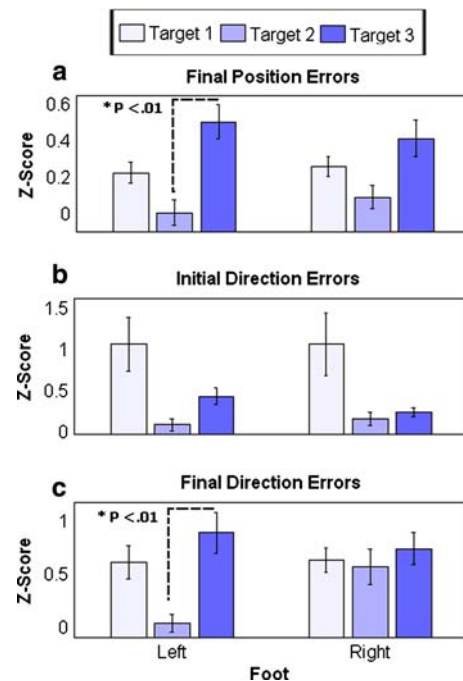 Target 1 Target 2 Target 3
a
Final Position Errors
* P <.01
0.6
0.4
0.2
0
Z-Score
b
Initial Direction Errors
1.5
1
0.5
0
Z-Score
c
Final Direction Errors
* P <.01
1
0.5
0
Z-Score
Left Right
Foot